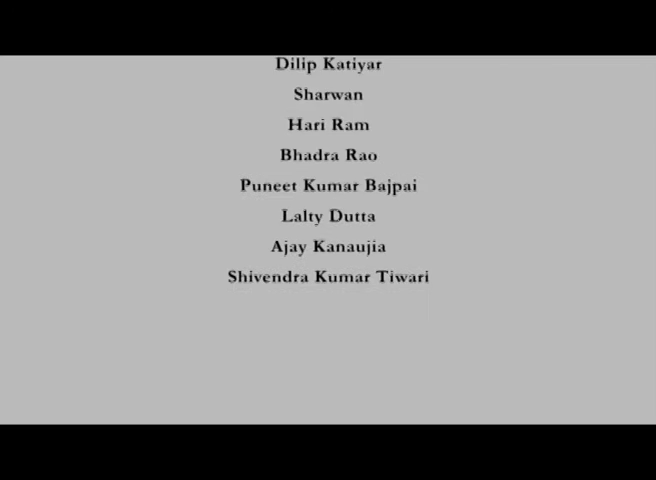 Dilip Katiyar
Sharwan
Hari Ram
Bhadra Rao
Puneet Kumar Bajpai
Lalty Dutta
Ajay Kanaujia
Shivendra Kumar Tiwari